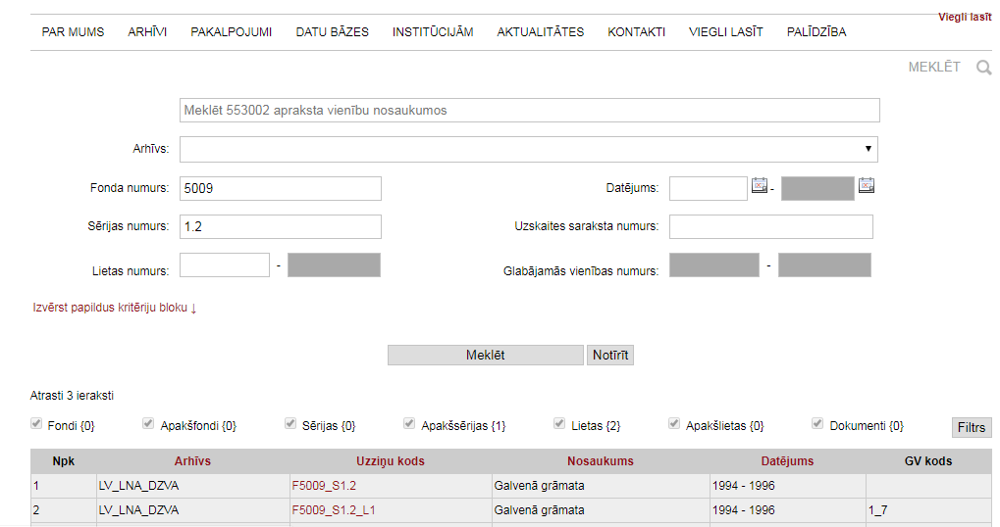 Viegli lasīt
PAR MUMS ARHĪVI PAKALPOJUMI DATU BĀZES INSTITŪCIJĀM AKTUALITĀTES KONTAKTI VIEGLI LASĪT PALĪDZĪBA
MEKLĒT
Meklēt 553002 apraksta vienību nosaukumos
Arhīvs:
Fonda numurs: 5009 Datējums: -
Sērijas numurs: 1.2 Uzskaites saraksta numurs:
Lietas numurs: - Glabājamās vienības numurs: -
Izvērst papildus kritēriju bloku ↓
Meklēt Notīrīt
Atrasti 3 ieraksti
Fondi {0} Apakšfondi {0} Sērijas {0} Apakšsērijas {1} Lietas {2} Apakšlietas {0} Dokumenti {0} Filtrs
Npk Arhīvs Uzziņu kods Nosaukums Datējums GV kods
1 LV_LNA_DZVA F5009_S1.2 Galvenā grāmata 1994 - 1996
2 LV_LNA_DZVA F5009_S1.2_L1 Galvenā grāmata 1994 - 1996 1_7